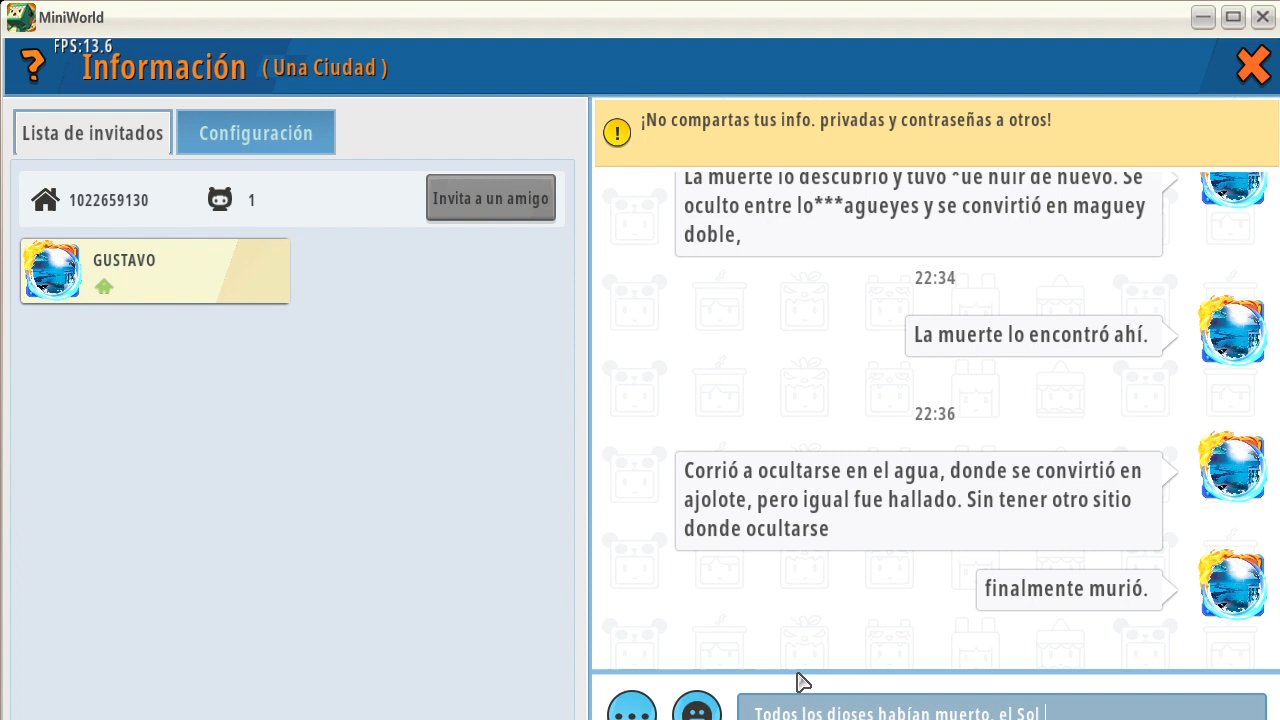 MiniWorld
FPS:13.6
Información (Una Ciudad)
Lista de invitados
Configuración
1022659130
1
Invita a un amigo
GUSTAVO
¡No compartas tus info. privadas y contraseñas a otros!
La muerte lo descubrio y tuvo *ue huir de nuevo. Se
oculto entre lo***agueyes y se convirtió en maguey
doble,
22:34
La muerte lo encontró ahí.
22:36
Corrió a ocultarse en el agua, donde se convirtió en
ajolote, pero igual fue hallado. Sin tener otro sitio
donde ocultarse
finalmente murió.
Todos los dioses habían muerto, el Sol